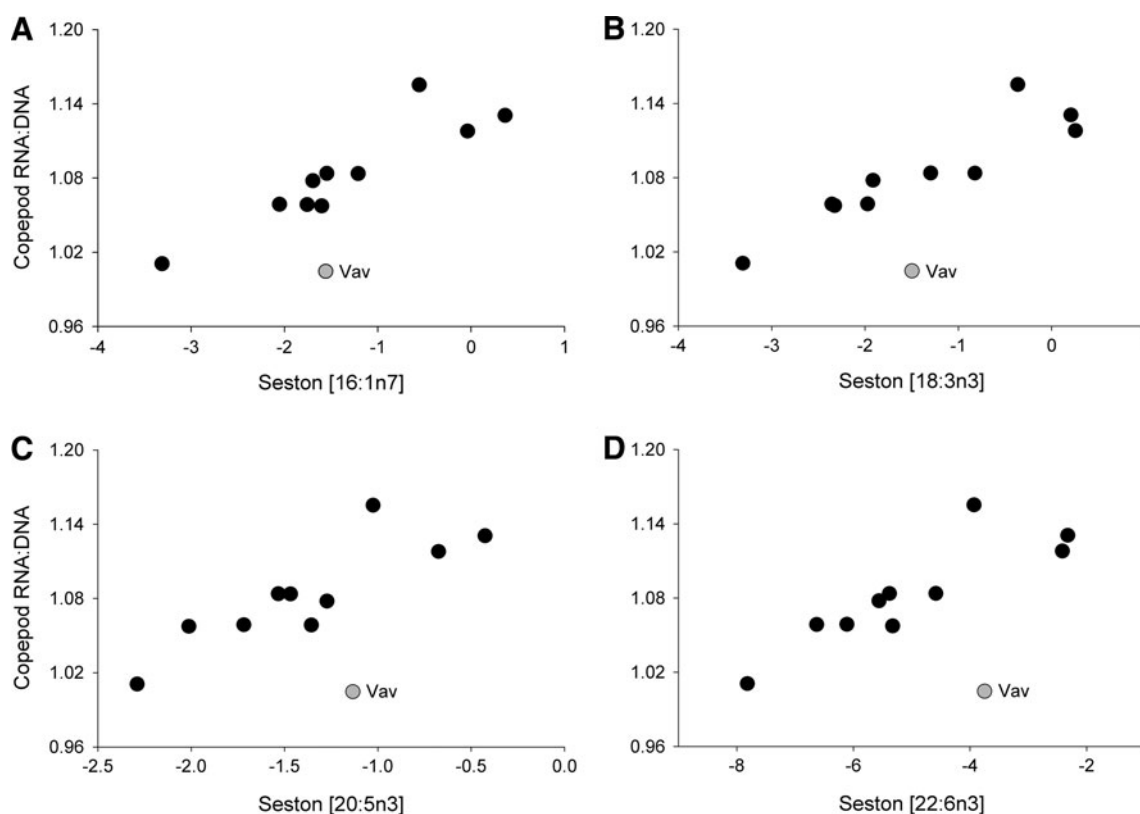 A
1.20
1.14
1.08
1.02
0.96
Copepod RNA:DNA
Vav
-4 -3 -2 -1 0 1
Seston [16:1n7]
B
1.20
1.14
1.08
1.02
0.96
Vav
-4 -3 -2 -1 0
Seston [18:3n3]
C
1.20
1.14
1.08
1.02
0.96
Copepod RNA:DNA
Vav
-2.5 -2.0 -1.5 -1.0 -0.5 0.0
Seston [20:5n3]
D
1.20
1.14
1.08
1.02
0.96
Vav
-8 -6 -4 -2
Seston [22:6n3]